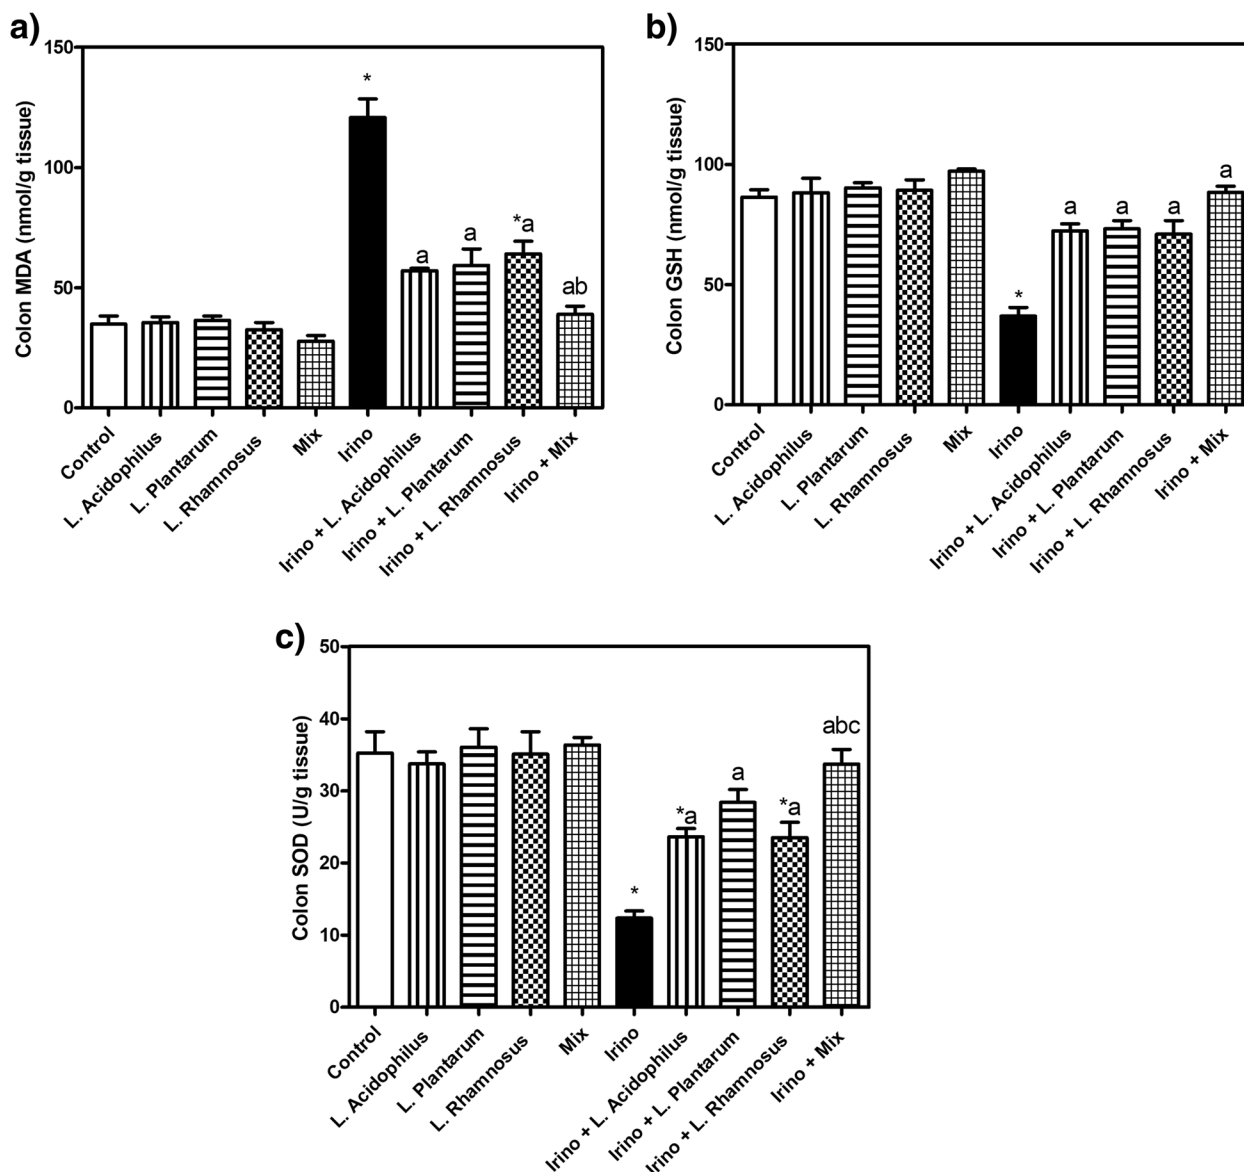 a)
Colon MDA (nmol/g tissue)
150
100
50
0
*
a
a
*a
ab
Control
L. Acidophilus
L. Plantarum
L. Rhamnosus
Mix
Irino
Irino + L. Acidophilus
Irino + L. Plantarum
Irino + L. Rhamnosus
Irino + Mix
b)
Colon GSH (nmol/g tissue)
150
100
50
0
*
a
a
a
a
Control
L. Acidophilus
L. Plantarum
L. Rhamnosus
Mix
Irino
Irino + L. Acidophilus
Irino + L. Plantarum
Irino + L. Rhamnosus
Irino + Mix
c)
Colon SOD (U/g tissue)
50
40
30
20
10
0
*
*a
a
*a
abc
Control
L. Acidophilus
L. Plantarum
L. Rhamnosus
Mix
Irino
Irino + L. Acidophilus
Irino + L. Plantarum
Irino + L. Rhamnosus
Irino + Mix